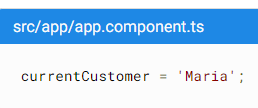 src/app/app.component.ts
currentCustomer = 'Maria';